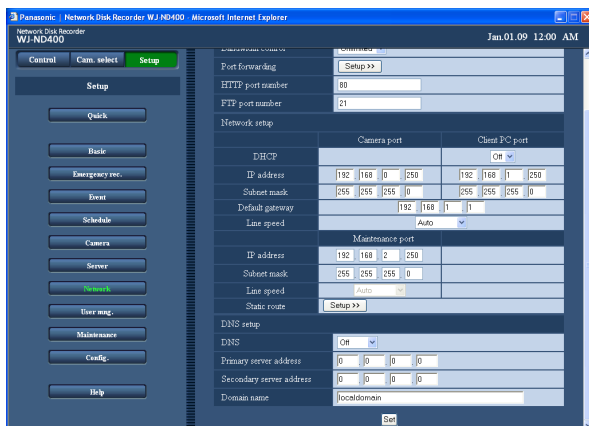 Panasonic | Network Disk Recorder WJ-ND400 - Microsoft Internet Explorer
Network Disk Recorder
WJ-ND400
Jan.01.09 12:00 AM
Control Cam. select Setup
Setup
Quick
Basic
Emergency rec.
Event
Schedule
Camera
Server
Network
User mng.
Maintenance
Config.
Help
Bandwidth control Unlimited
Port forwarding Setup >>
HTTP port number 80
FTP port number 21
Network setup
Camera port Client PC port
DHCP Off
IP address 192 168 0 250 192 168 1 250
Subnet mask 255 255 255 0 255 255 255 0
Default gateway 192 168 1 1
Line speed Auto
Maintenance port
IP address 192 168 2 250
Subnet mask 255 255 255 0
Line speed Auto
Static route Setup >>
DNS setup
DNS Off
Primary server address 0 0 0 0
Secondary server address 0 0 0 0
Domain name localdomain
Set